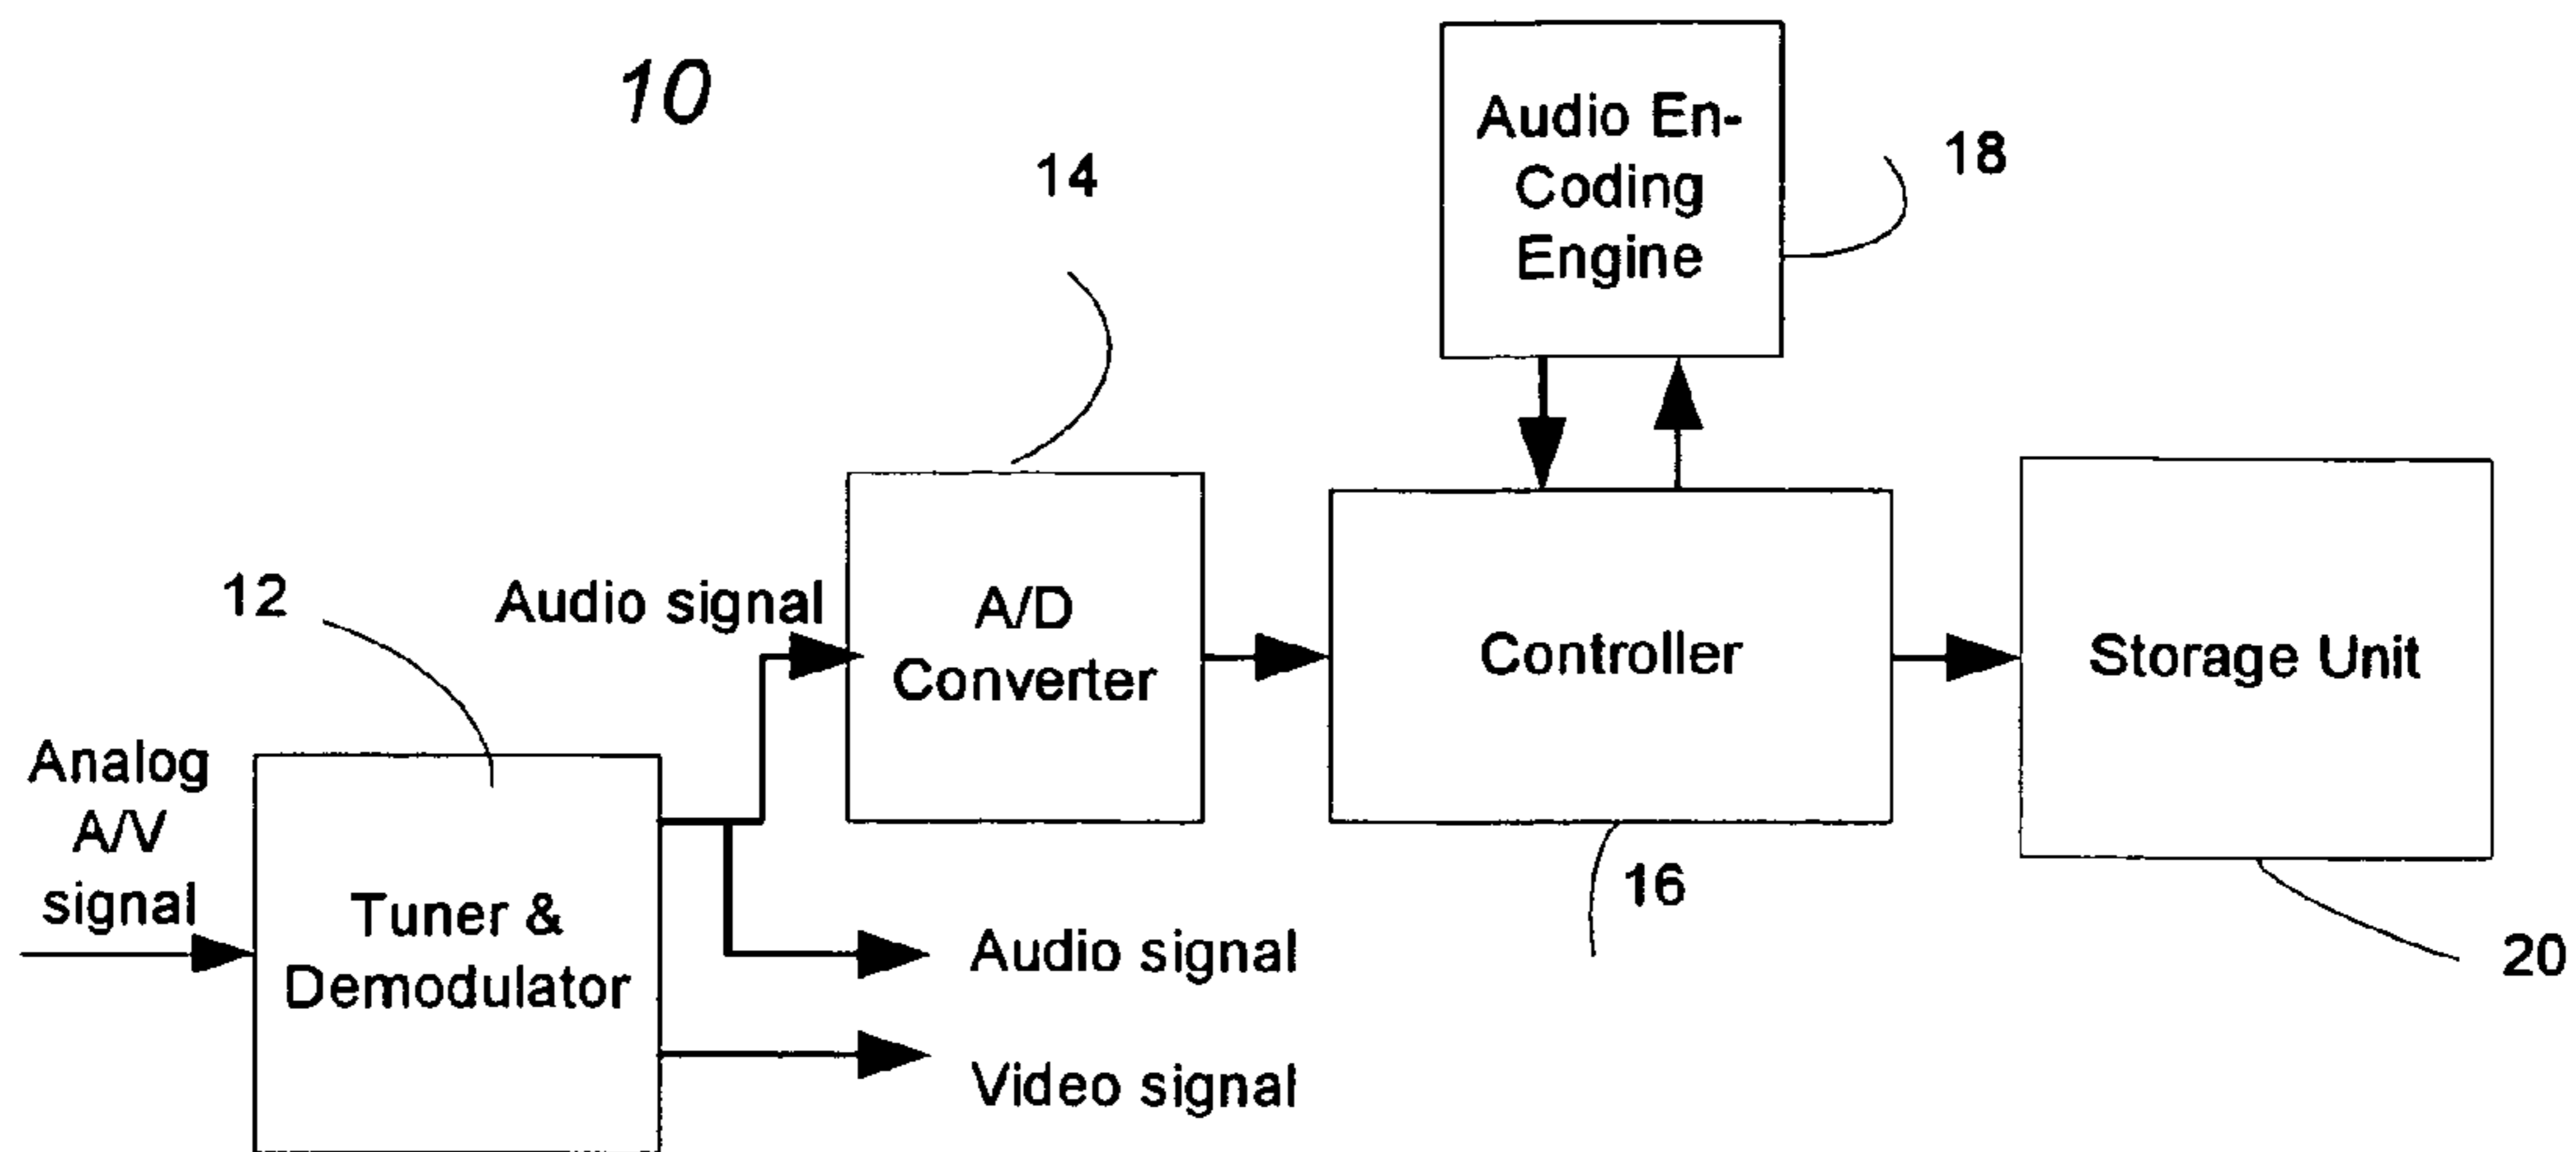 10
Audio En-
Coding
Engine
18
14
12
Audio signal
A/D
Converter
Controller
Storage Unit
Analog
A/V
signal
Tuner &
Demodulator
16
Audio signal
20
Video signal